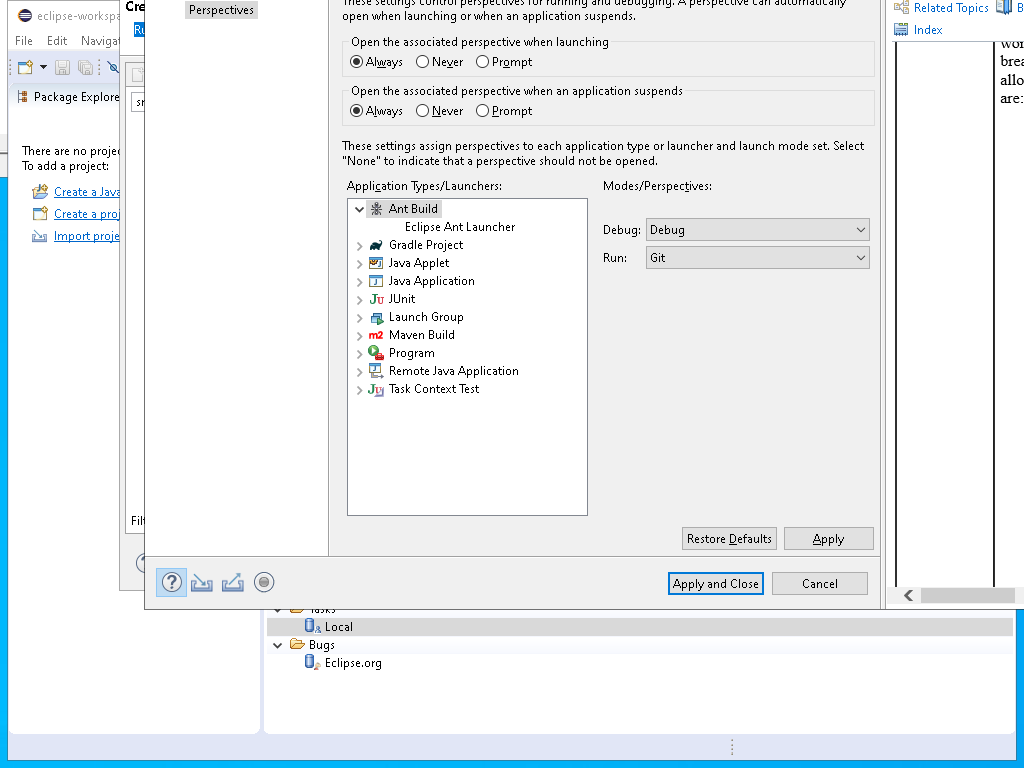 eclipse-workspa
File Edit Navigat
Package Explore
There are no proje
To add a project:
Create a Java
Create a proj
Import proje
Cre
Ru
sr
Filt
Perspectives
These settings control perspectives for running and debugging. A perspective can automatically
open when launching or when an application suspends.
Open the associated perspective when launching
Always Never Prompt
Open the associated perspective when an application suspends
Always Never Prompt
These settings assign perspectives to each application type or launcher and launch mode set. Select
"None" to indicate that a perspective should not be opened.
Application Types/Launchers:
Ant Build
Eclipse Ant Launcher
Gradle Project
Java Applet
Java Application
JUnit
Launch Group
Maven Build
Program
Remote Java Application
Task Context Test
Modes/Perspectives:
Debug: Debug
Run: Git
Restore Defaults Apply
Apply and Close Cancel
Related Topics B
Index
wor
brea
allo
are:
Tasks
Local
Bugs
Eclipse.org